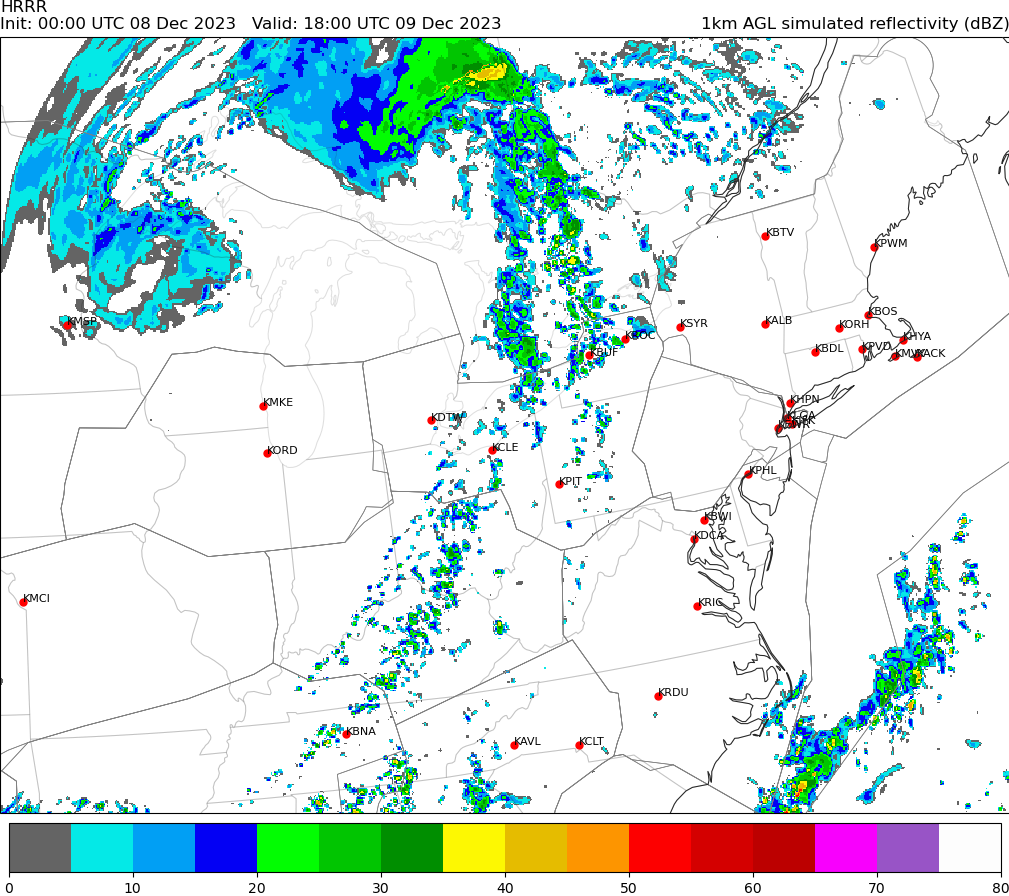 HRRR
Init: 00:00 UTC 08 Dec 2023   Valid: 18:00 UTC 09 Dec 2023   1km AGL simulated reflectivity (dBZ)
KBTV
KPWM
KMSP
KBOS
KSYR
KALB
KORH
KROC
KHYA
KBUF
KBDL
KPVD
KACK
KMKE
KHPN
KDTW
KLGA
KORD
KCLE
KPHL
KPIT
KBWI
KDCA
KMCI
KRIC
KRDU
KBNA
KAVL
KCLT
0 10 20 30 40 50 60 70 80